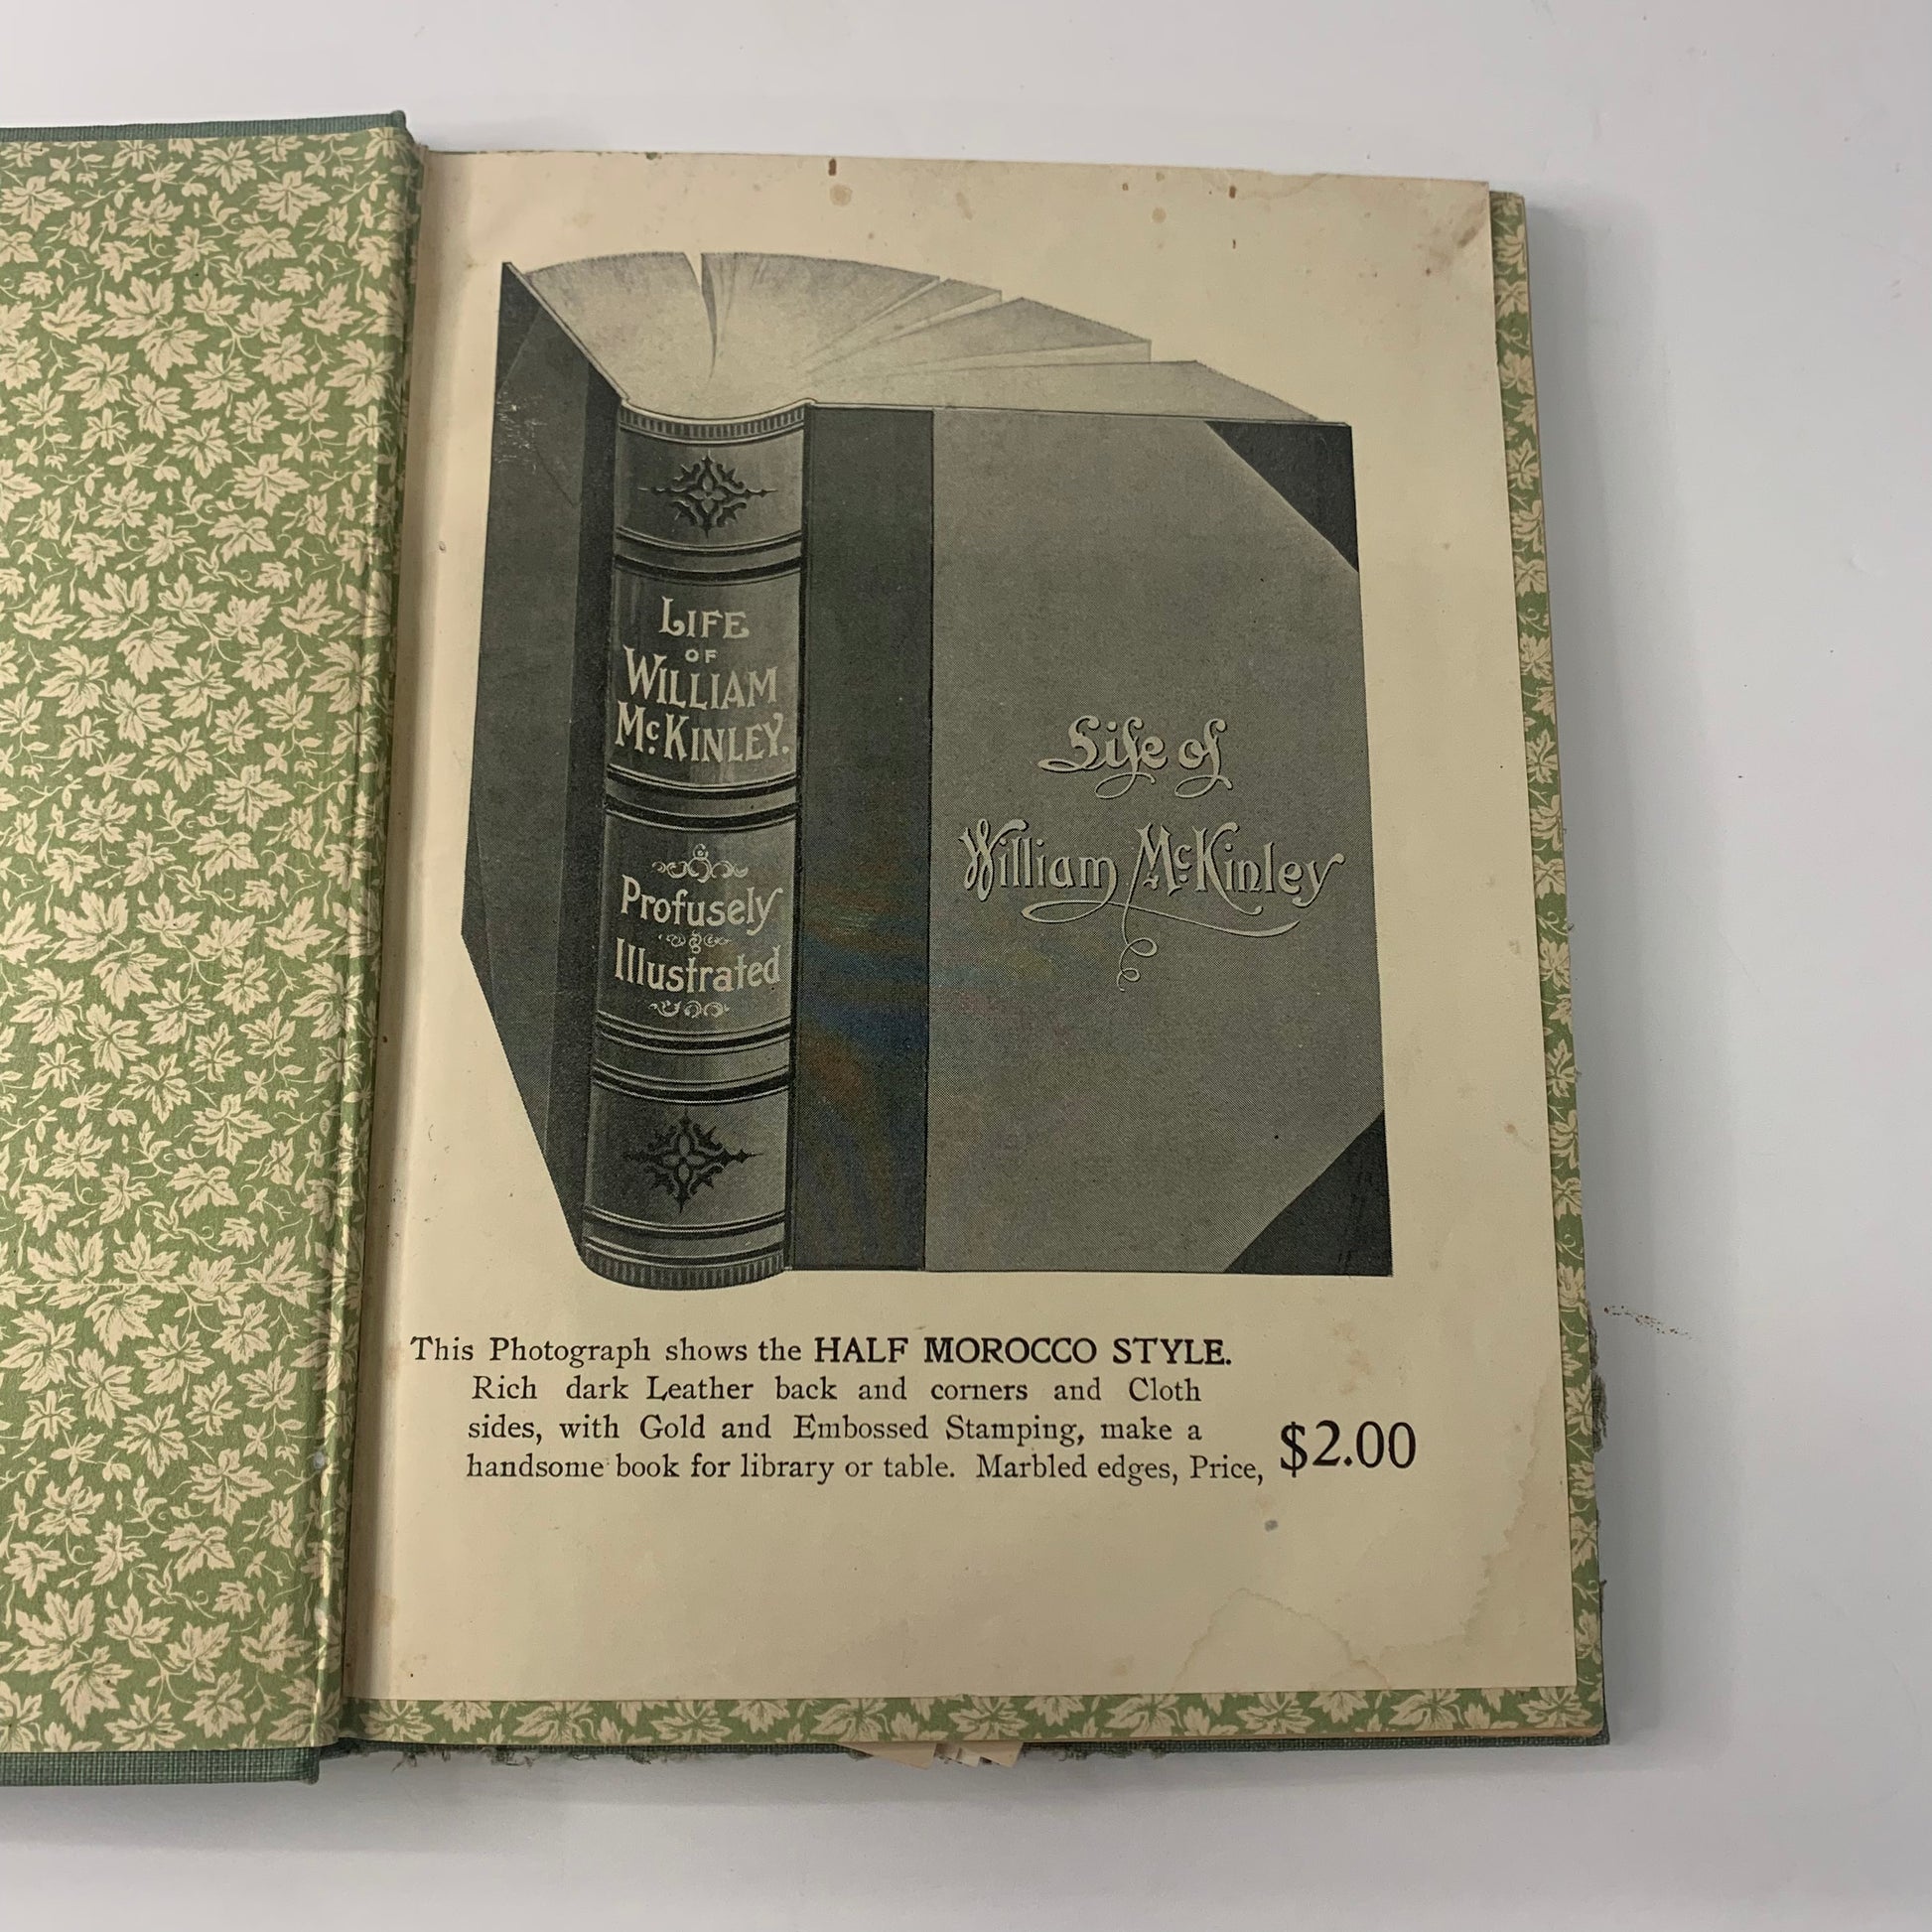 LIFE
OF
WILLIAM
McKINLEY.
Profusely
Illustrated
Life of
William McKinley
This Photograph shows the HALF MOROCCO STYLE.
Rich dark Leather back and corners and Cloth
sides, with Gold and Embossed Stamping, make a
handsome book for library or table. Marbled edges, Price, $2.00